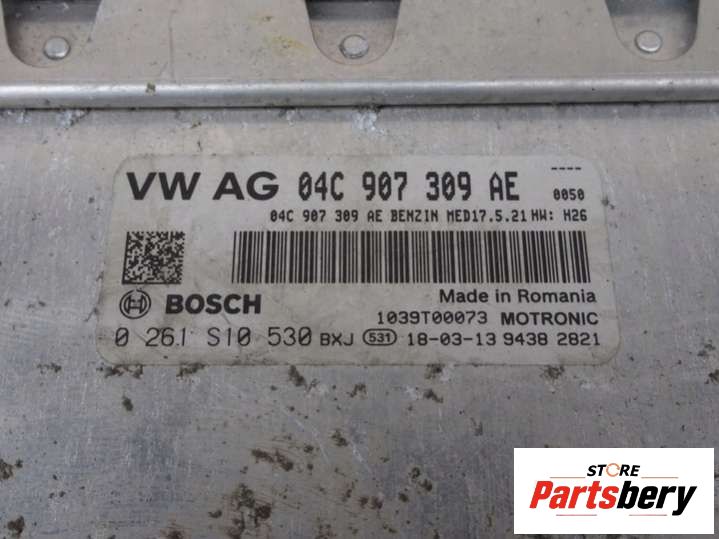 VW AG 04C 907 309 AE
----
0050
04C 907 309 AE BENZIN MED17.5.21 HW: H26
BOSCH
Made in Romania
1039T00073 MOTRONIC
0 261 S10 530 BXJ 531 18-03-13 9438 2821
STORE
Partsbery